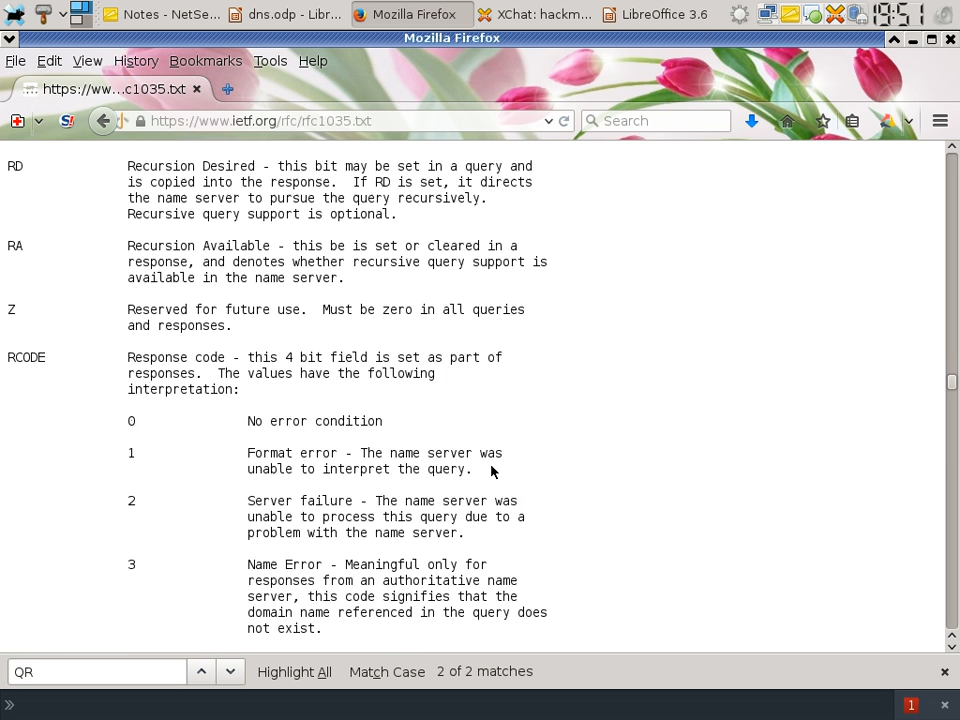 Notes - NetSe... dns.odp - Libr... Mozilla Firefox XChat: hackm... LibreOffice 3.6 19:51
Mozilla Firefox
File Edit View History Bookmarks Tools Help
https://ww...c1035.txt
https://www.ietf.org/rfc/rfc1035.txt Search
RD Recursion Desired - this bit may be set in a query and
is copied into the response. If RD is set, it directs
the name server to pursue the query recursively.
Recursive query support is optional.
RA Recursion Available - this be is set or cleared in a
response, and denotes whether recursive query support is
available in the name server.
Z Reserved for future use. Must be zero in all queries
and responses.
RCODE Response code - this 4 bit field is set as part of
responses. The values have the following
interpretation:
0 No error condition
1 Format error - The name server was
unable to interpret the query.
2 Server failure - The name server was
unable to process this query due to a
problem with the name server.
3 Name Error - Meaningful only for
responses from an authoritative name
server, this code signifies that the
domain name referenced in the query does
not exist.
QR Highlight All Match Case 2 of 2 matches
1